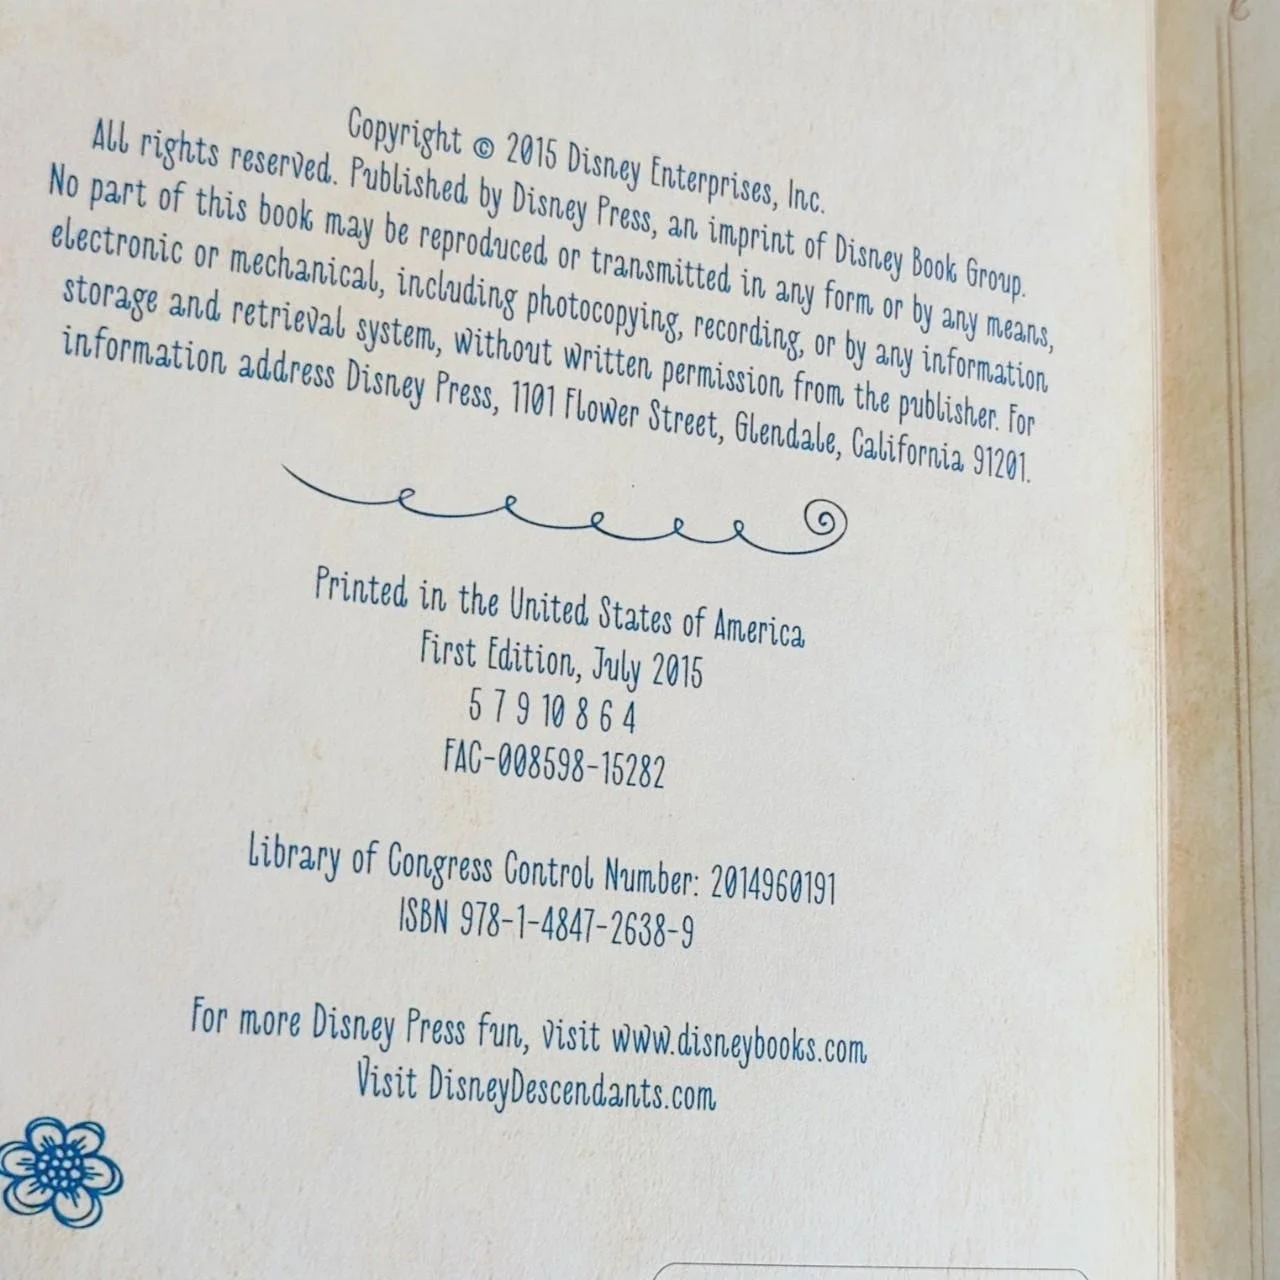 Copyright © 2015 Disney Enterprises, Inc.
All rights reserved. Published by Disney Press, an imprint of Disney Book Group.
No part of this book may be reproduced or transmitted in any form or by any means,
electronic or mechanical, including photocopying, recording, or by any information
storage and retrieval system, without written permission from the publisher. For
information address Disney Press, 1101 Flower Street, Glendale, California 91201.
Printed in the United States of America
First Edition, July 2015
5 7 9 10 8 6 4
FAC-008598-15282
Library of Congress Control Number: 2014960191
ISBN 978-1-4847-2638-9
For more Disney Press fun, visit www.disneybooks.com
Visit DisneyDescendants.com